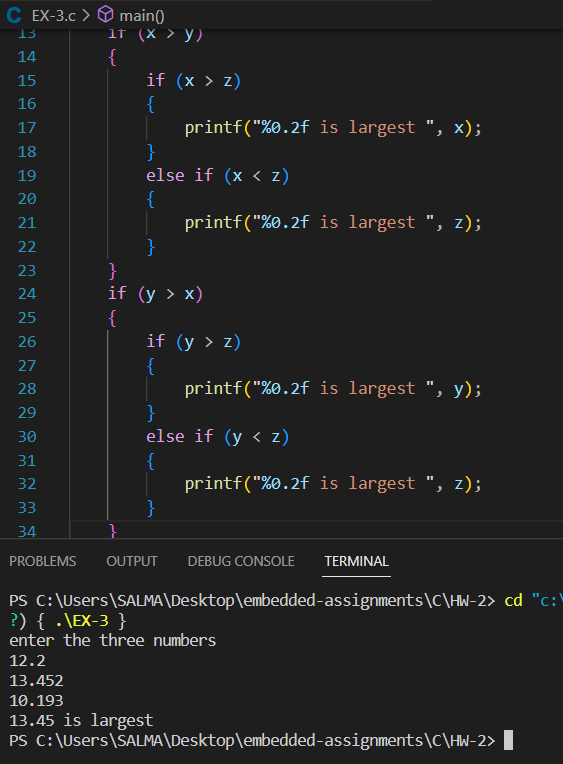 C EX-3.c > main()
13 if (x > y)
14 {
15 if (x > z)
16 {
17 printf("%0.2f is largest ", x);
18 }
19 else if (x < z)
20 {
21 printf("%0.2f is largest ", z);
22 }
23 }
24 if (y > x)
25 {
26 if (y > z)
27 {
28 printf("%0.2f is largest ", y);
29 }
30 else if (y < z)
31 {
32 printf("%0.2f is largest ", z);
33 }
34 }
PROBLEMS OUTPUT DEBUG CONSOLE TERMINAL
PS C:\Users\SALMA\Desktop\embedded-assignments\C\HW-2> cd "c:\
?) { .\EX-3 }
enter the three numbers
12.2
13.452
10.193
13.45 is largest
PS C:\Users\SALMA\Desktop\embedded-assignments\C\HW-2>